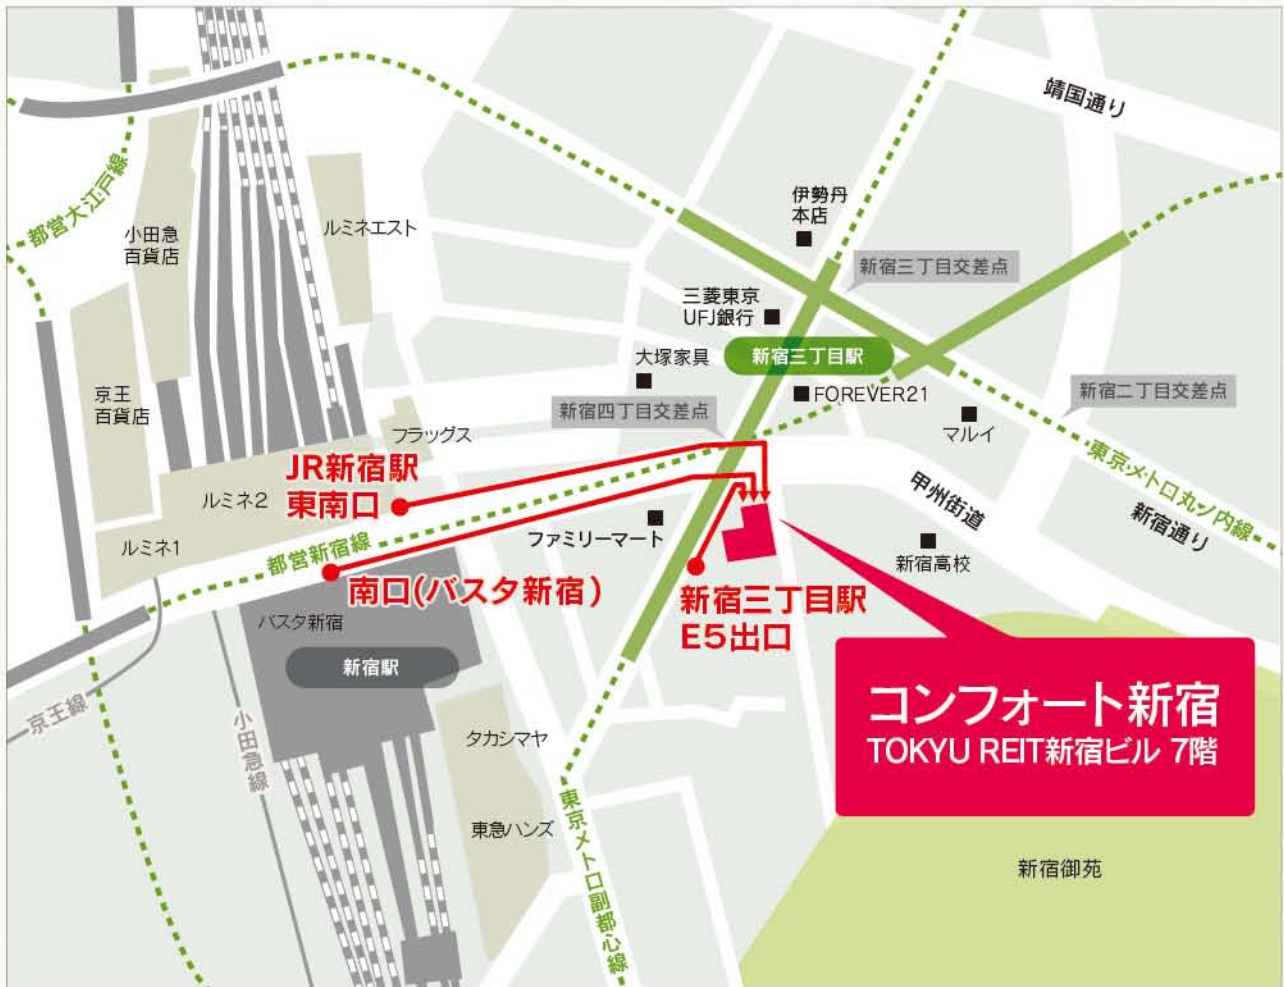 靖国通り
都営大江戸線
小田急
百貨店
ルミネエスト
伊勢丹
本店
新宿三丁目交差点
三菱東京
UFJ銀行
大塚家具
新宿三丁目駅
京王
百貨店
FOREVER21
新宿二丁目交差点
新宿四丁目交差点
マルイ
フラッグス
東京メトロ丸ノ内線
JR新宿駅
東南口
ルミネ2
甲州街道
新宿通り
ルミネ1
都営新宿線
ファミリーマート
新宿高校
南口(バスタ新宿)
新宿三丁目駅
E5出口
バスタ新宿
新宿駅
京王線
小田急線
コンフォート新宿
TOKYU REIT新宿ビル 7階
タカシマヤ
東急ハンズ
東京メトロ副都心線
新宿御苑